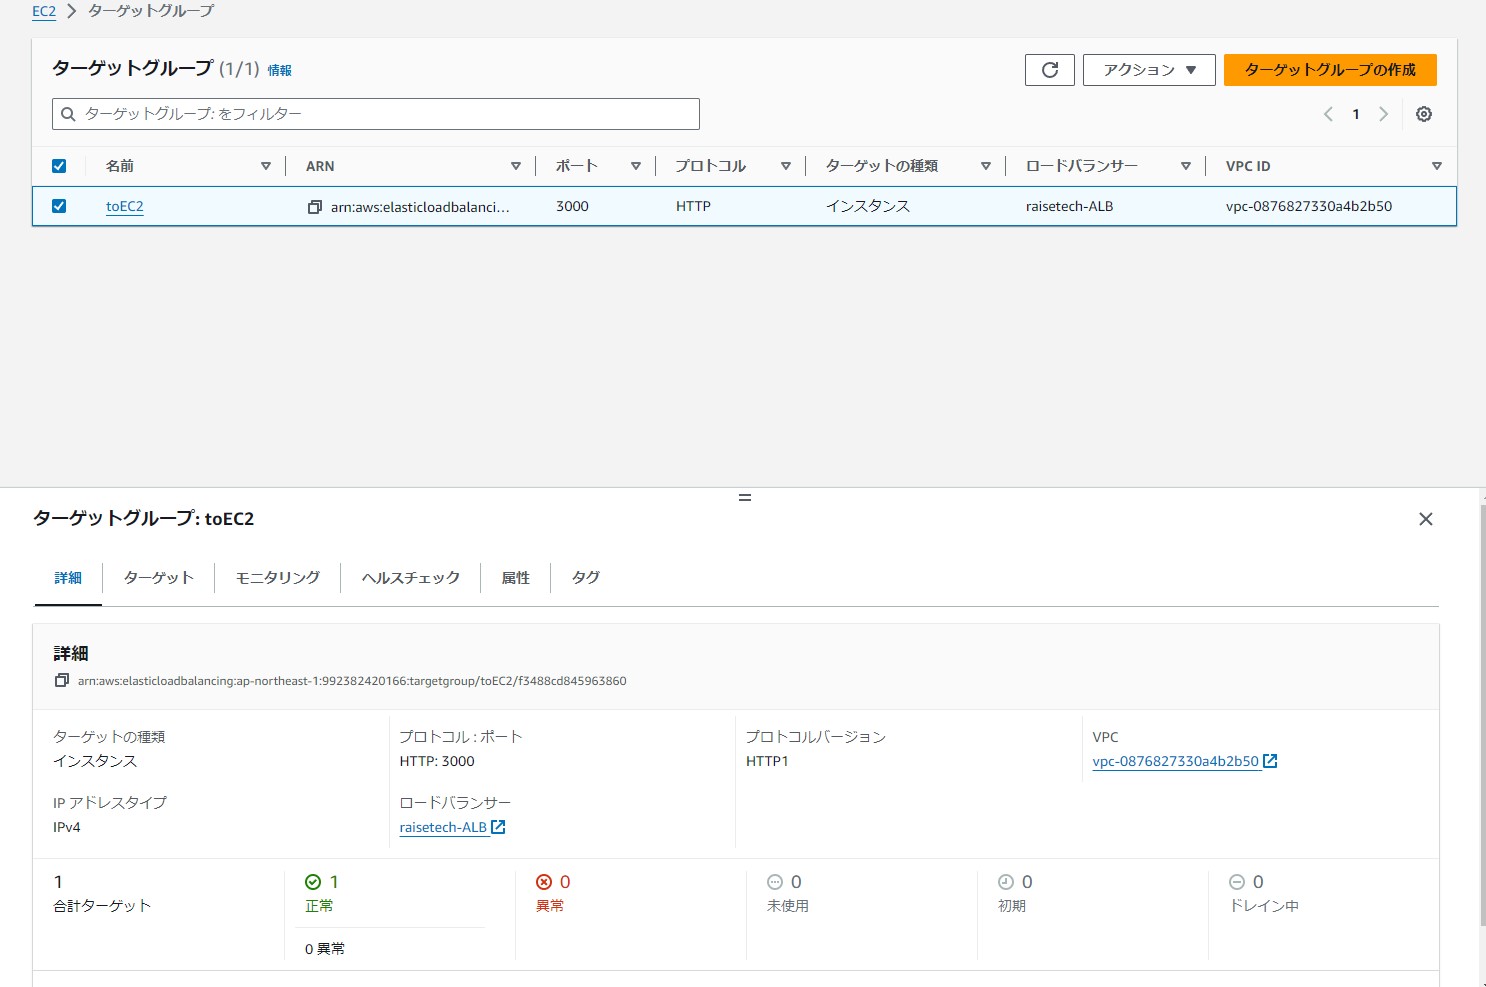 EC2 > ターゲットグループ
ターゲットグループ (1/1) 情報
アクション ▼
ターゲットグループの作成
ターゲットグループ: をフィルター
1
名前 ARN ポート プロトコル ターゲットの種類 ロードバランサー VPC ID
toEC2 arn:aws:elasticloadbalanci... 3000 HTTP インスタンス raisetech-ALB vpc-0876827330a4b2b50
ターゲットグループ: toEC2
詳細 ターゲット モニタリング ヘルスチェック 属性 タグ
詳細
arn:aws:elasticloadbalancing:ap-northeast-1:992382420166:targetgroup/toEC2/f3488cd845963860
ターゲットの種類 プロトコル : ポート プロトコルバージョン VPC
インスタンス HTTP: 3000 HTTP1 vpc-0876827330a4b2b50
IP アドレスタイプ ロードバランサー
IPv4 raisetech-ALB
1 1 0 0 0 0
合計ターゲット 正常 異常 未使用 初期 ドレイン中
0 異常